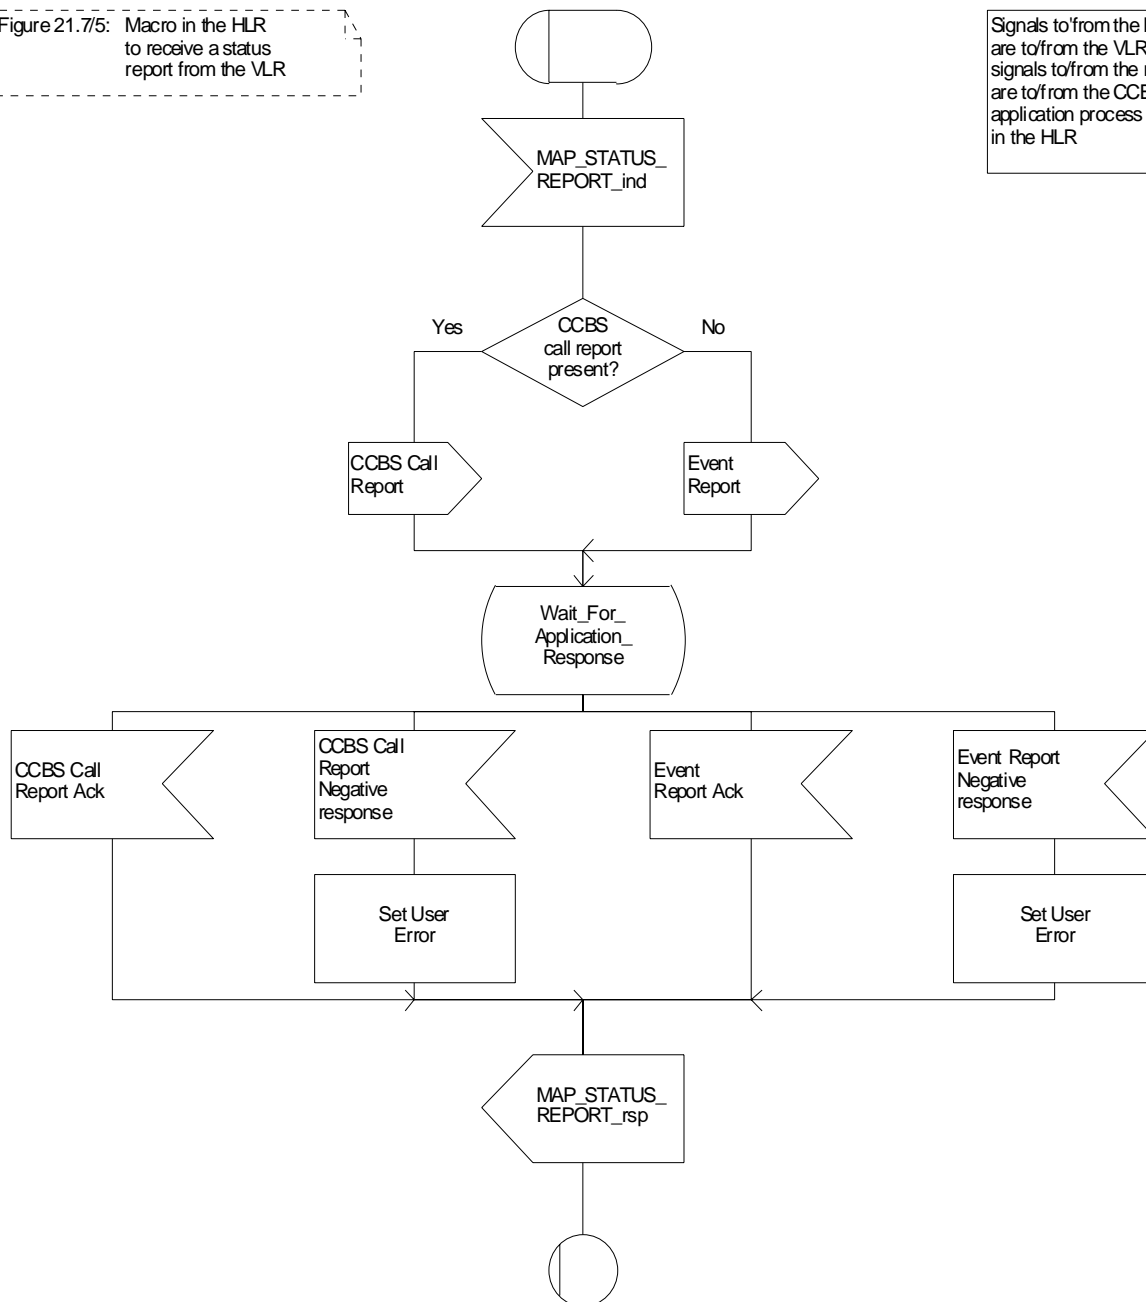 Figure 21.7/5: Macro in the HLR
to receive a status
report from the VLR
Signals to/from the
are to/from the VLR
signals to/from the
are to/from the
application process
in the HLR
MAP_STATUS_
REPORT_ind
Yes
CCBS
call report
present?
No
CCBS Call
Report
Event
Report
Wait_For_
Application_
Response
CCBS Call
Report Ack
CCBS Call
Report
Negative
response
Event
Report Ack
Event Report
Negative
response
Set User
Error
Set User
Error
MAP_STATUS_
REPORT_rsp